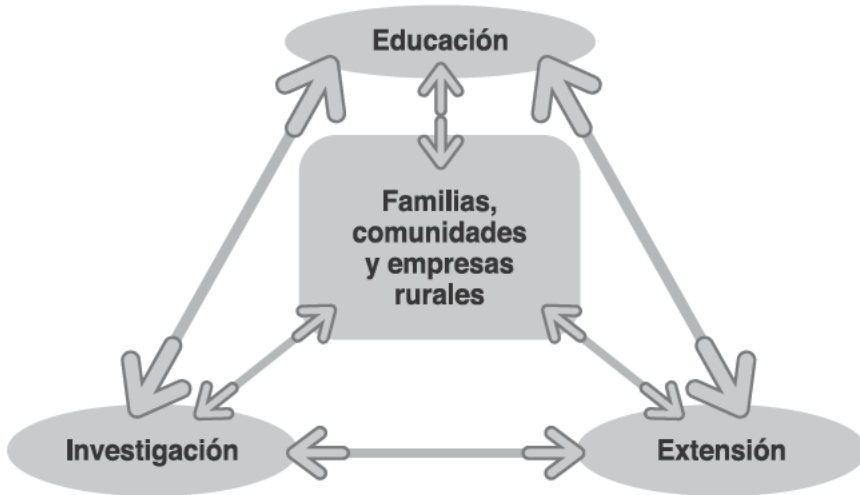 Educación
Familias,
comunidades
y empresas
rurales
Investigación
Extensión